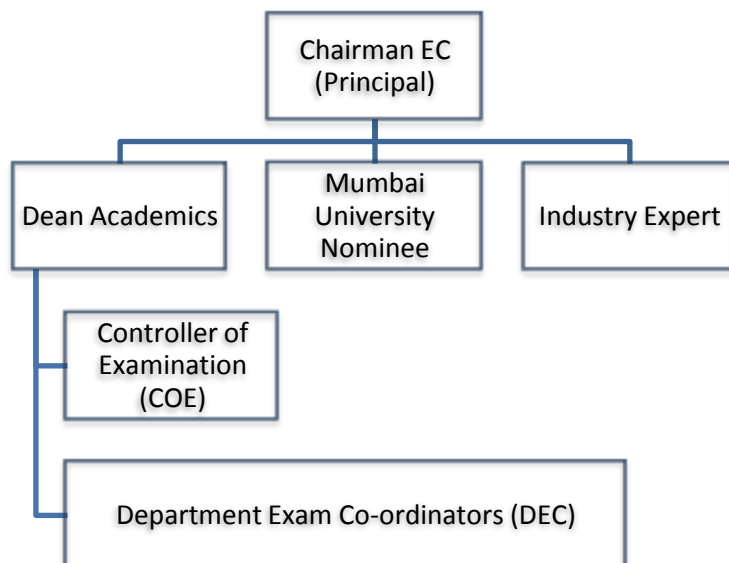 Chairman EC
(Principal)
Dean Academics
Mumbai
University
Nominee
Industry Expert
Controller of
Examination
(COE)
Department Exam Co-ordinators (DEC)